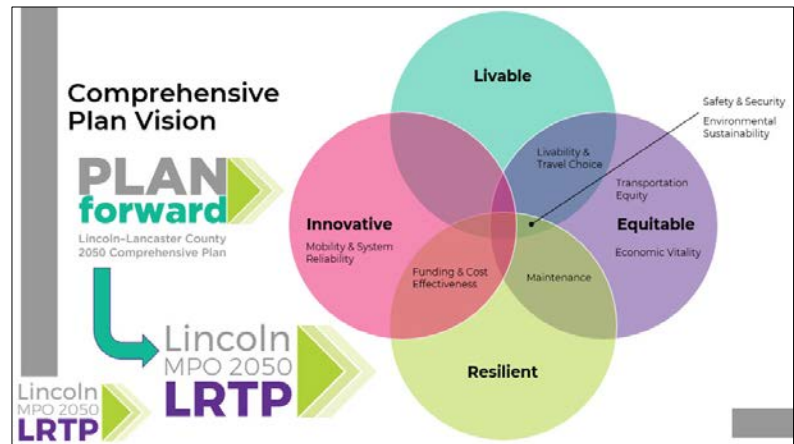 Comprehensive
Plan Vision
PLAN
forward
Lincoln-Lancaster County
2050 Comprehensive Plan
Lincoln
MPO 2050
LRTP
Lincoln
MPO 2050
LRTP
Livable
Safety & Security
Environmental
Sustainability
Livability &
Travel Choice
Transportation
Equity
Innovative
Mobility & System
Reliability
Equitable
Economic Vitality
Funding & Cost
Effectiveness
Maintenance
Resilient